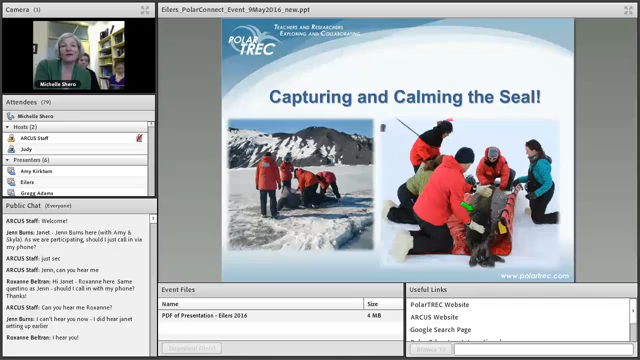 Camera
Michelle Shero
Attendees (79)
Michelle Shero
Hosts (2)
ARCUS Staff
Judy
Presenters (6)
Amy Kirkham
Eilers
Gregg Adams
Public Chat (Everyone)
ARCUS Staff: Welcome!
Jenn Burns: Janet - Jenn Burns here (with Amy &
Skyla). As we are participating, should I just call in via
my phone?
ARCUS Staff: just sec
ARCUS Staff: Jenn, can you hear me
Roxanne Beltran: Hi Janet - Roxanne here. Same
question as Jenn - should I call in with my phone?
Thanks!
ARCUS Staff: Can you hear me Roxanne?
Jenn Burns: I can't hear you now - I did hear janet
setting up earlier
Roxanne Beltran: I hear you!
Eilers_PolarConnect_Event_9May2016_new.ppt
POLAR
TREC
TEACHERS AND RESEARCHERS
EXPLORING AND COLLABORATING
Capturing and Calming the Seal!
www.polartrec.com
Event Files
Name
Size
PDF of Presentation - Eilers 2016
4 MB
Download File(s)
Useful Links
PolarTREC Website
ARCUS Website
Google Search Page
Browse To